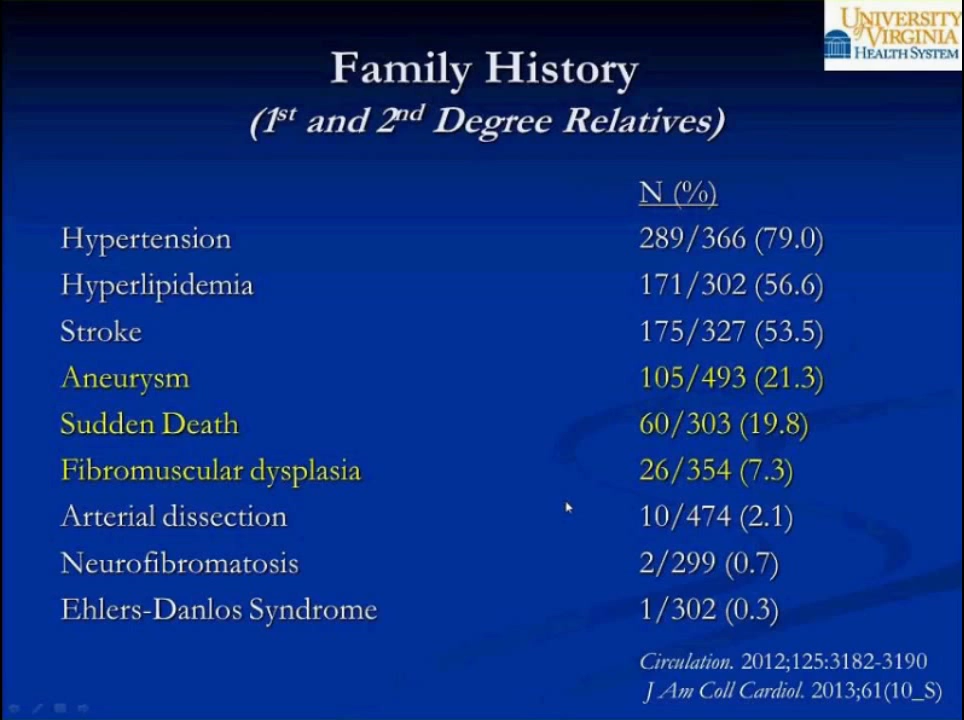 UNIVERSITY
of VIRGINIA
HEALTH SYSTEM
Family History
(1st and 2nd Degree Relatives)
N (%)
Hypertension 289/366 (79.0)
Hyperlipidemia 171/302 (56.6)
Stroke 175/327 (53.5)
Aneurysm 105/493 (21.3)
Sudden Death 60/303 (19.8)
Fibromuscular dysplasia 26/354 (7.3)
Arterial dissection 10/474 (2.1)
Neurofibromatosis 2/299 (0.7)
Ehlers-Danlos Syndrome 1/302 (0.3)
Circulation. 2012;125:3182-3190
J Am Coll Cardiol. 2013;61(10_S)